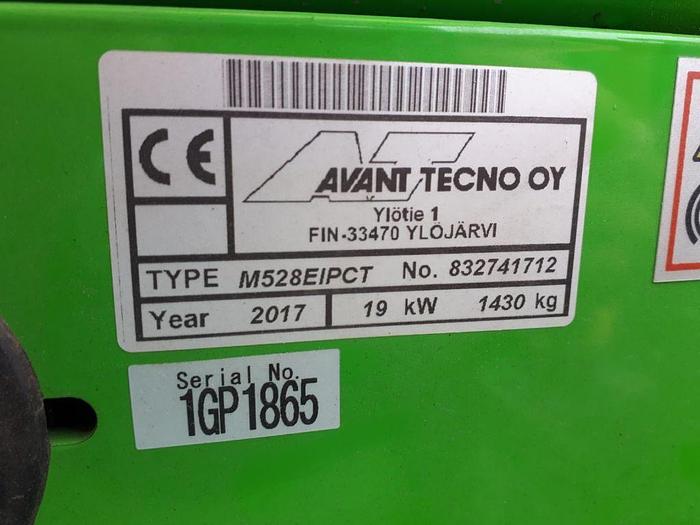 CE
AVANT TECNO OY
Ylötie 1
FIN-33470 YLÖJÄRVI
TYPE M528EIPCT No. 832741712
Year 2017 19 kW 1430 kg
Serial No.
1GP1865